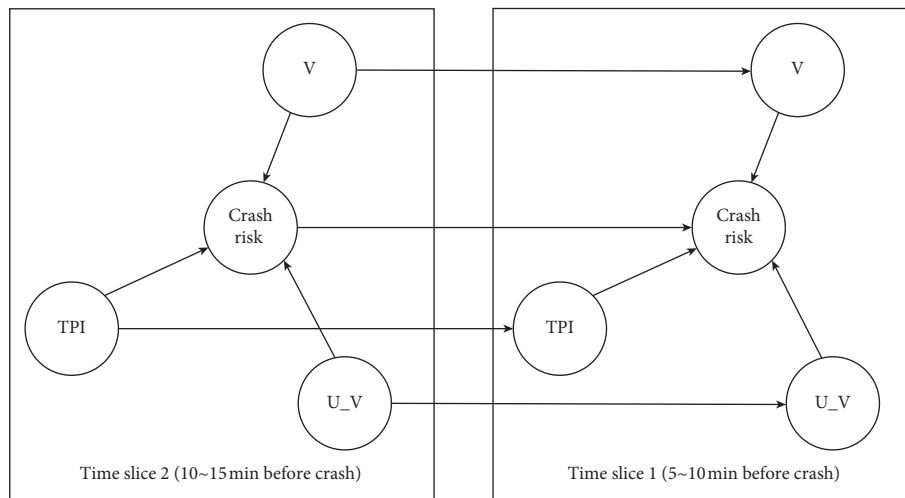 V
Crash
risk
TPI
U_V
Time slice 2 (10~15 min before crash)
V
Crash
risk
TPI
U_V
Time slice 1 (5~10 min before crash)